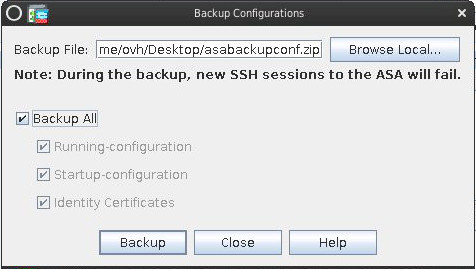 Backup Configurations
Backup File: me/ovh/Desktop/asabackupconf.zip Browse Local...
Note: During the backup, new SSH sessions to the ASA will fail.
Backup All
Running-configuration
Startup-configuration
Identity Certificates
Backup Close Help